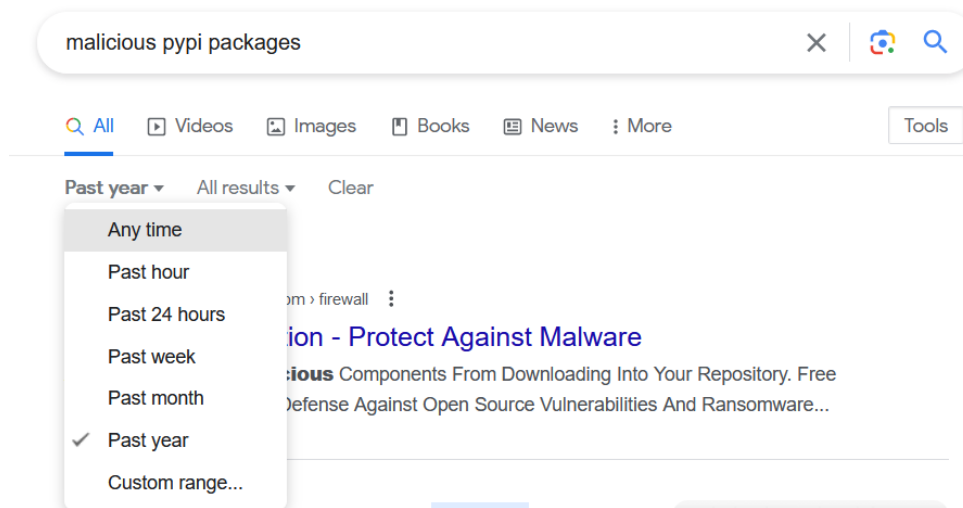 malicious pypi packages
All Videos Images Books News More Tools
Past year All results Clear
Any time
Past hour
om › firewall
Past 24 hours
tion - Protect Against Malware
Past week
cious Components From Downloading Into Your Repository. Free
Past month
Defense Against Open Source Vulnerabilities And Ransomware...
Past year
Custom range...